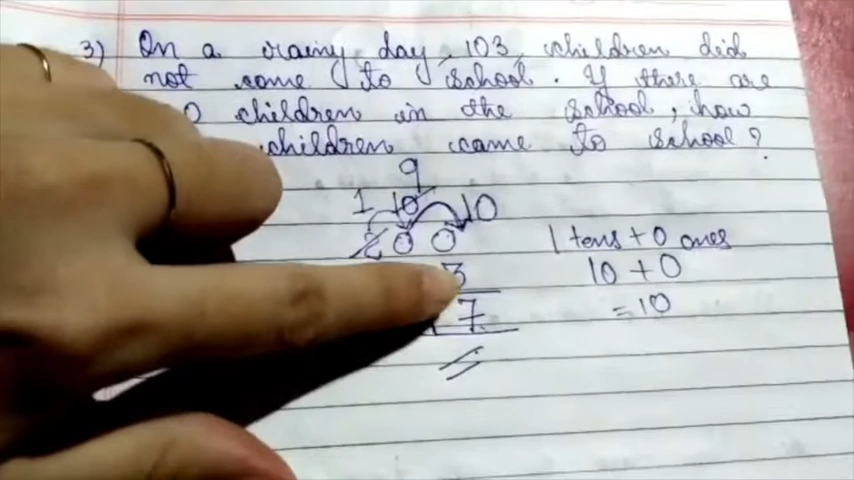 3) On a rainy day, 103, children did
not come to school. If there are
0 children in the school, how
children came to school?
9
1 10 10
2 0 0
3
7
1 tens + 0 ones
10 + 0
= 10